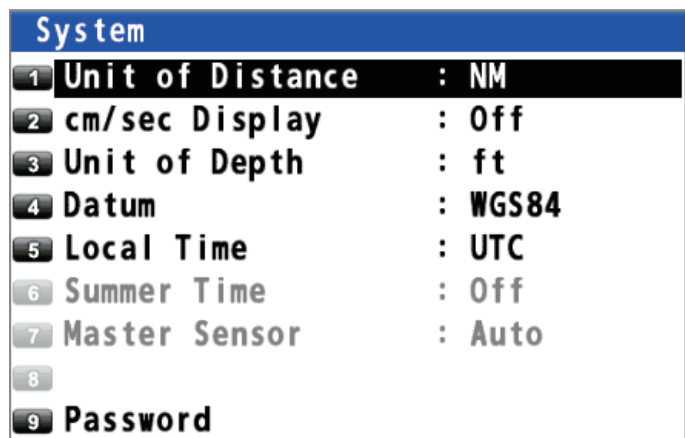 System
1 Unit of Distance : NM
2 cm/sec Display : Off
3 Unit of Depth : ft
4 Datum : WGS84
5 Local Time : UTC
6 Summer Time : Off
7 Master Sensor : Auto
8
9 Password